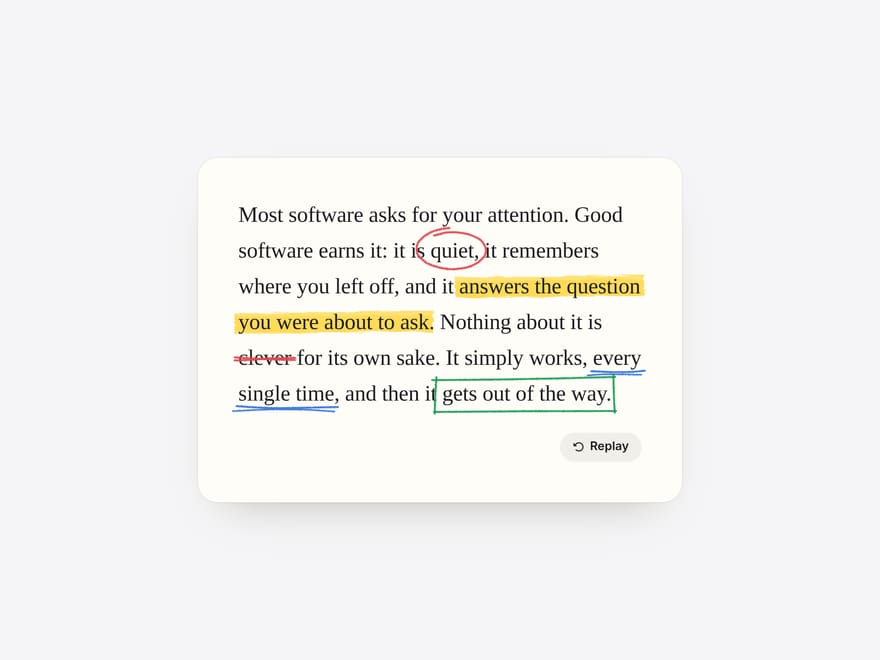 Most software asks for your attention. Good
software earns it: it is quiet, it remembers
where you left off, and it answers the question
you were about to ask. Nothing about it is
clever for its own sake. It simply works, every
single time, and then it gets out of the way.
Replay